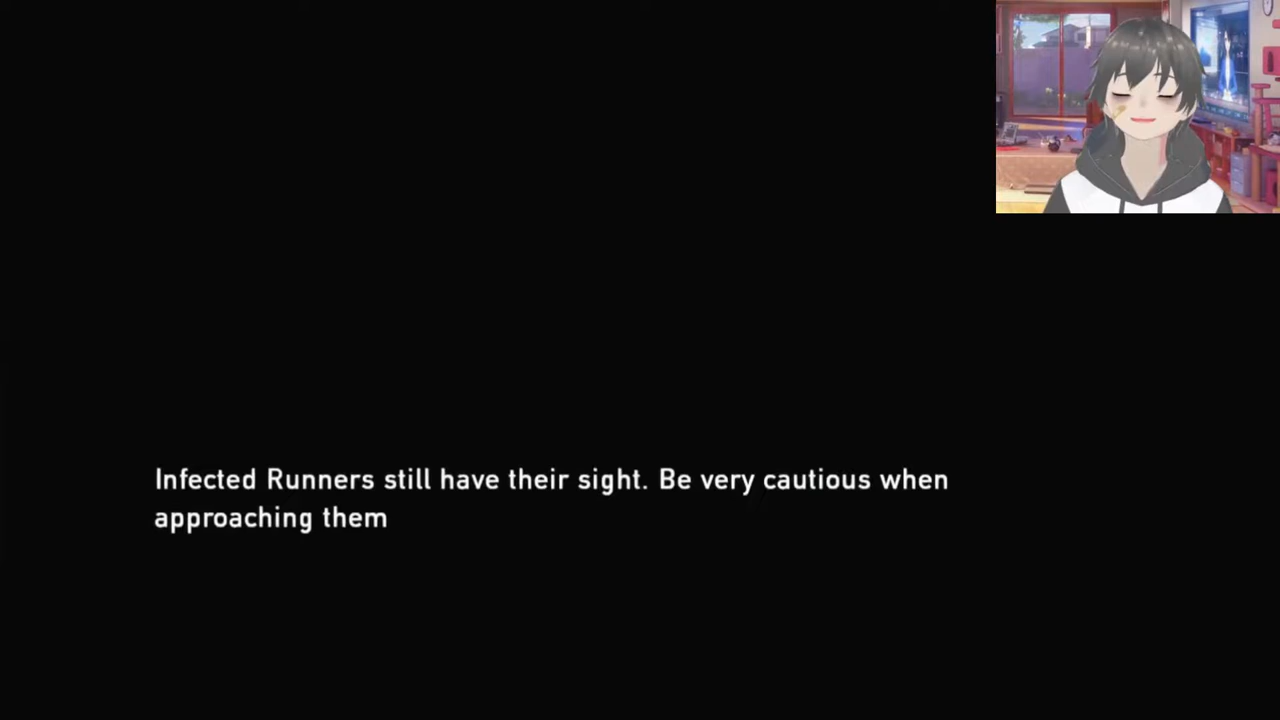 Infected Runners still have their sight. Be very cautious when
approaching them